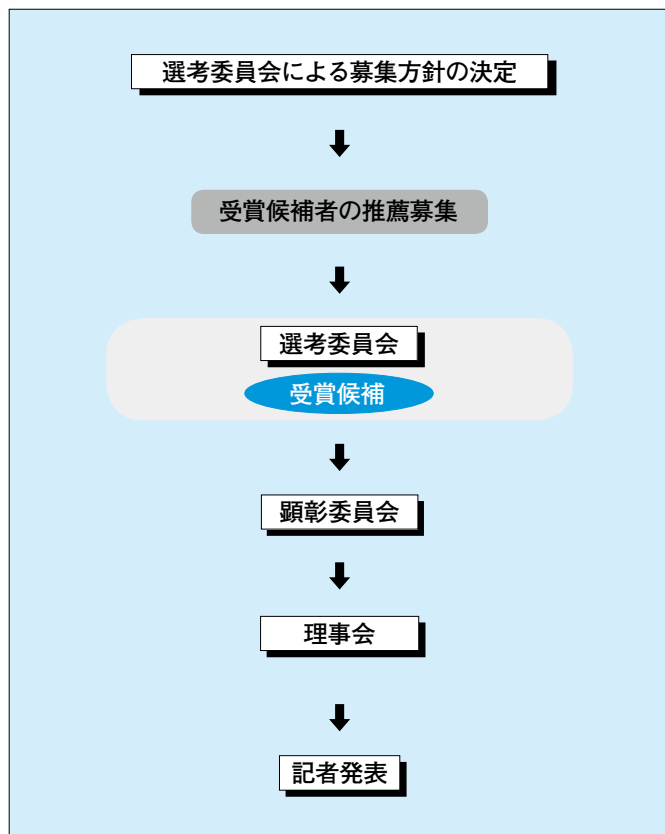 選考委員会による募集方針の決定
受賞候補者の推薦募集
選考委員会
受賞候補
顕彰委員会
理事会
記者発表